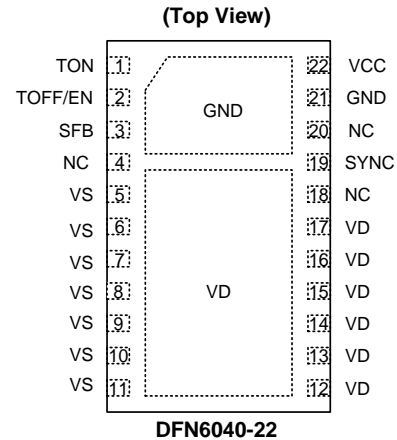 (Top View)
TON 1 22 VCC
TOFF/EN 2 21 GND
GND
SFB 3 20 NC
NC 4 19 SYNC
VS 5 18 NC
VS 6 17 VD
VS 7 16 VD
VS 8 VD 15 VD
VS 9 14 VD
VS 10 13 VD
VS 11 12 VD
DFN6040-22